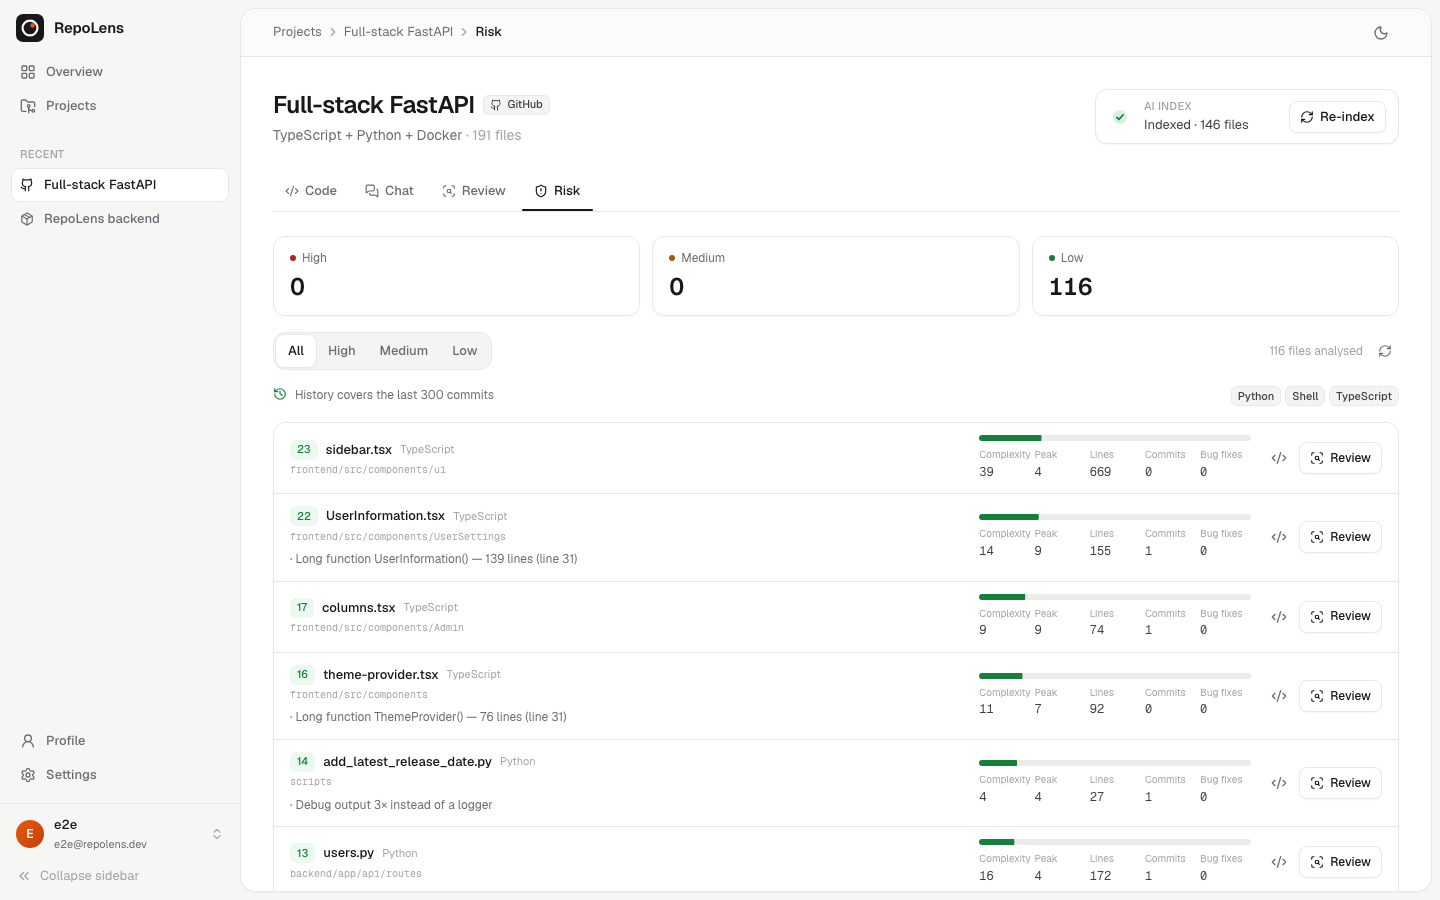 RepoLens
Overview
Projects
RECENT
Full-stack FastAPI
RepoLens backend
Profile
Settings
E
e2e
e2e@repolens.dev
Collapse sidebar
Projects > Full-stack FastAPI > Risk
Full-stack FastAPI GitHub
TypeScript + Python + Docker · 191 files
AI INDEX
Indexed · 146 files
Re-index
Code Chat Review Risk
High
0
Medium
0
Low
116
All High Medium Low
116 files analysed
History covers the last 300 commits
Python Shell TypeScript
23 sidebar.tsx TypeScript
frontend/src/components/ui
Complexity Peak Lines Commits Bug fixes
39 4 669 0 0
Review
22 UserInformation.tsx TypeScript
frontend/src/components/UserSettings
· Long function UserInformation() — 139 lines (line 31)
Complexity Peak Lines Commits Bug fixes
14 9 155 1 0
Review
17 columns.tsx TypeScript
frontend/src/components/Admin
Complexity Peak Lines Commits Bug fixes
9 9 74 1 0
Review
16 theme-provider.tsx TypeScript
frontend/src/components
· Long function ThemeProvider() — 76 lines (line 31)
Complexity Peak Lines Commits Bug fixes
11 7 92 0 0
Review
14 add_latest_release_date.py Python
scripts
· Debug output 3× instead of a logger
Complexity Peak Lines Commits Bug fixes
4 4 27 1 0
Review
13 users.py Python
backend/app/api/routes
Complexity Peak Lines Commits Bug fixes
16 4 172 1 0
Review